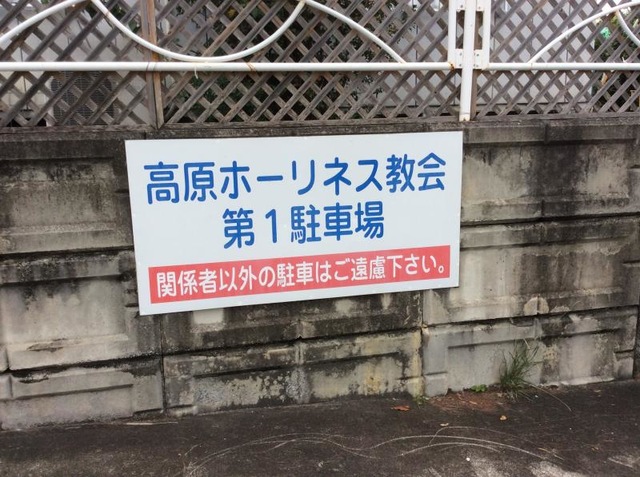 高原ホーリネス教会
第1駐車場
関係者以外の駐車はご遠慮下さい。